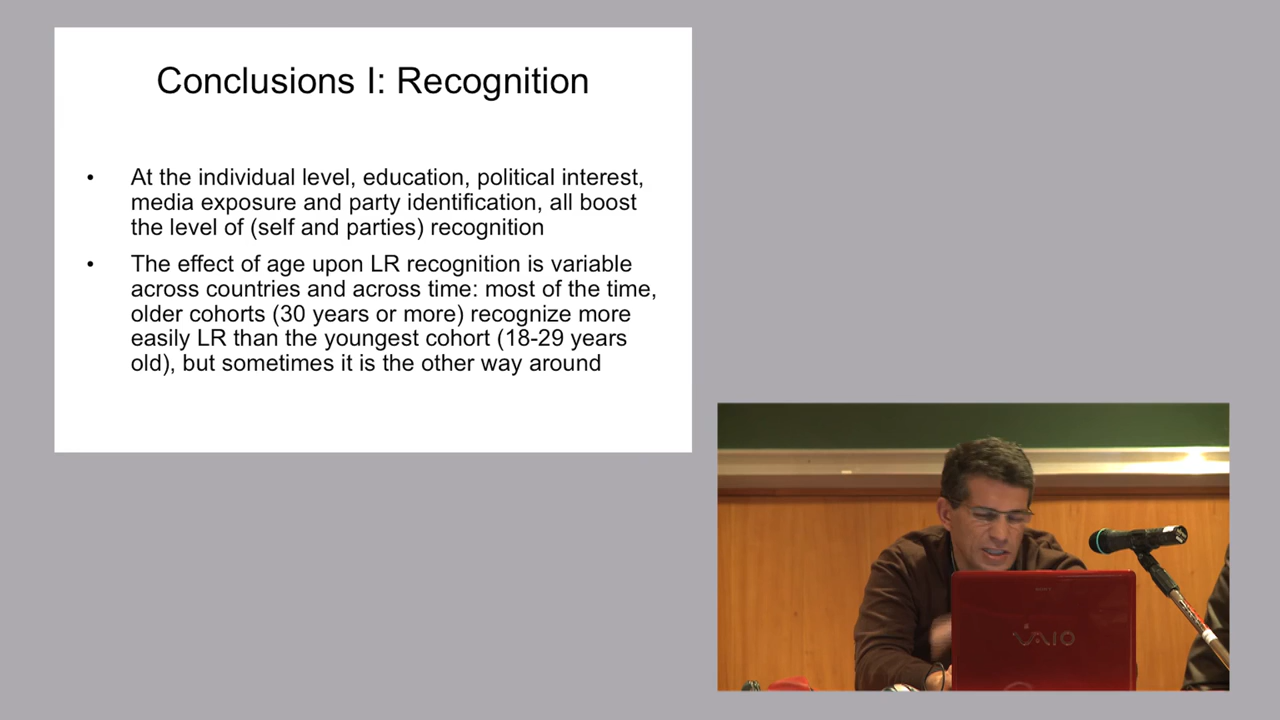 Conclusions I: Recognition
• At the individual level, education, political interest,
media exposure and party identification, all boost
the level of (self and parties) recognition
• The effect of age upon LR recognition is variable
across countries and across time: most of the time,
older cohorts (30 years or more) recognize more
easily LR than the youngest cohort (18-29 years
old), but sometimes it is the other way around
VAIO